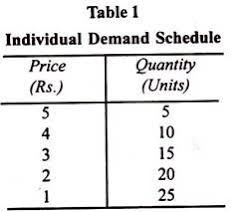 Table 1
Individual Demand Schedule
Price Quantity
(Rs.) (Units)
5 5
4 10
3 15
2 20
1 25